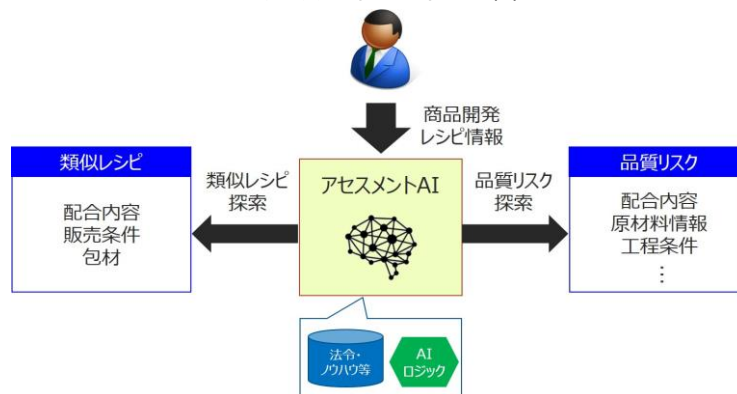 商品開発
レシピ情報
類似レシピ
配合内容
販売条件
包材
類似レシピ
探索
アセスメントAI
品質リスク
探索
品質リスク
配合内容
原材料情報
工程条件
⋮
法令・
ノウハウ等
AI
ロジック